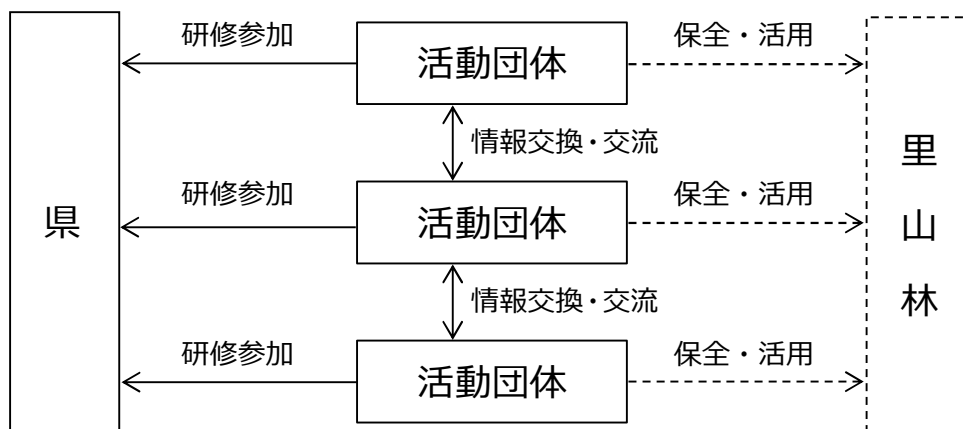 研修参加
活動団体
保全・活用
情報交換・交流
県
研修参加
活動団体
保全・活用
里山林
情報交換・交流
研修参加
活動団体
保全・活用